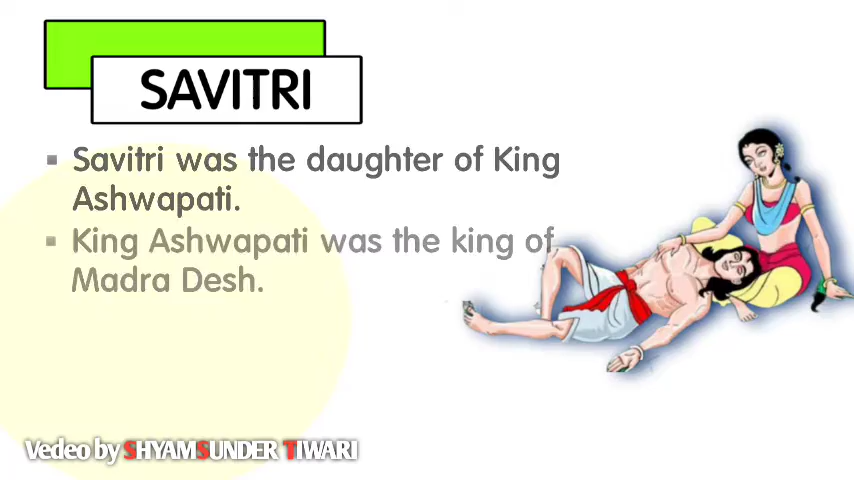 SAVITRI
▪ Savitri was the daughter of King
Ashwapati.
▪ King Ashwapati was the king of
Madra Desh.
Vedeo by SHYAMSUNDER TIWARI